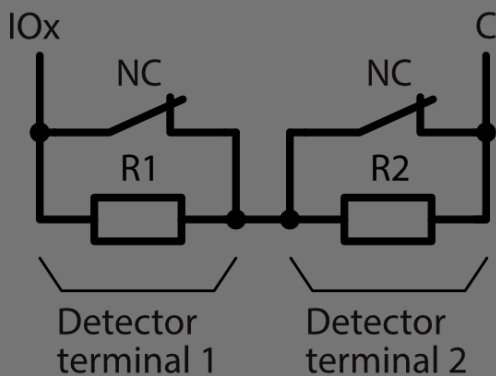 IOx
C
NC
NC
R1
R2
Detector
terminal 1
Detector
terminal 2